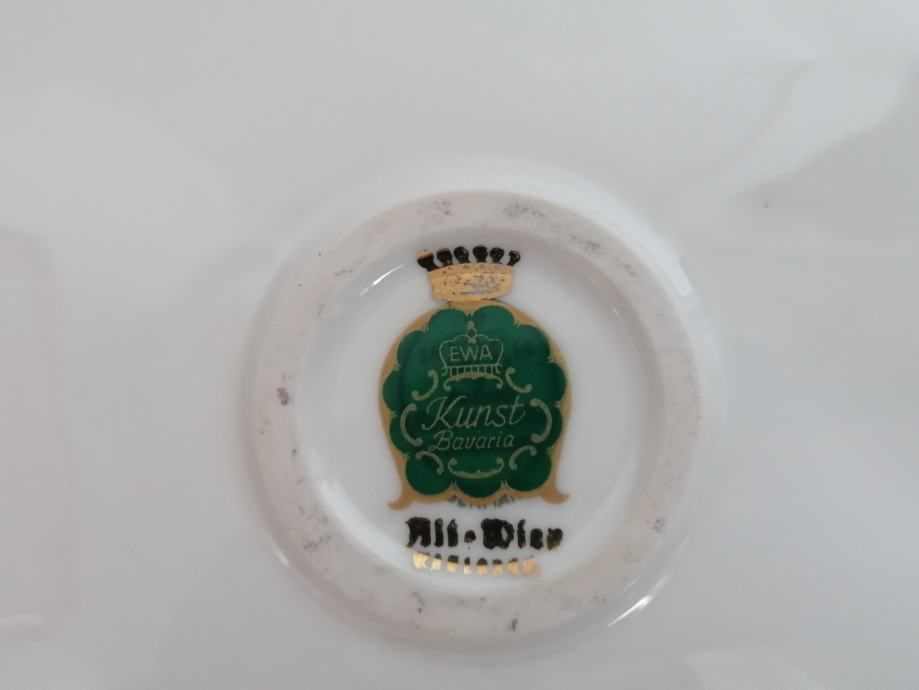 EWA
Kunst
Bavaria
Alt-Wien